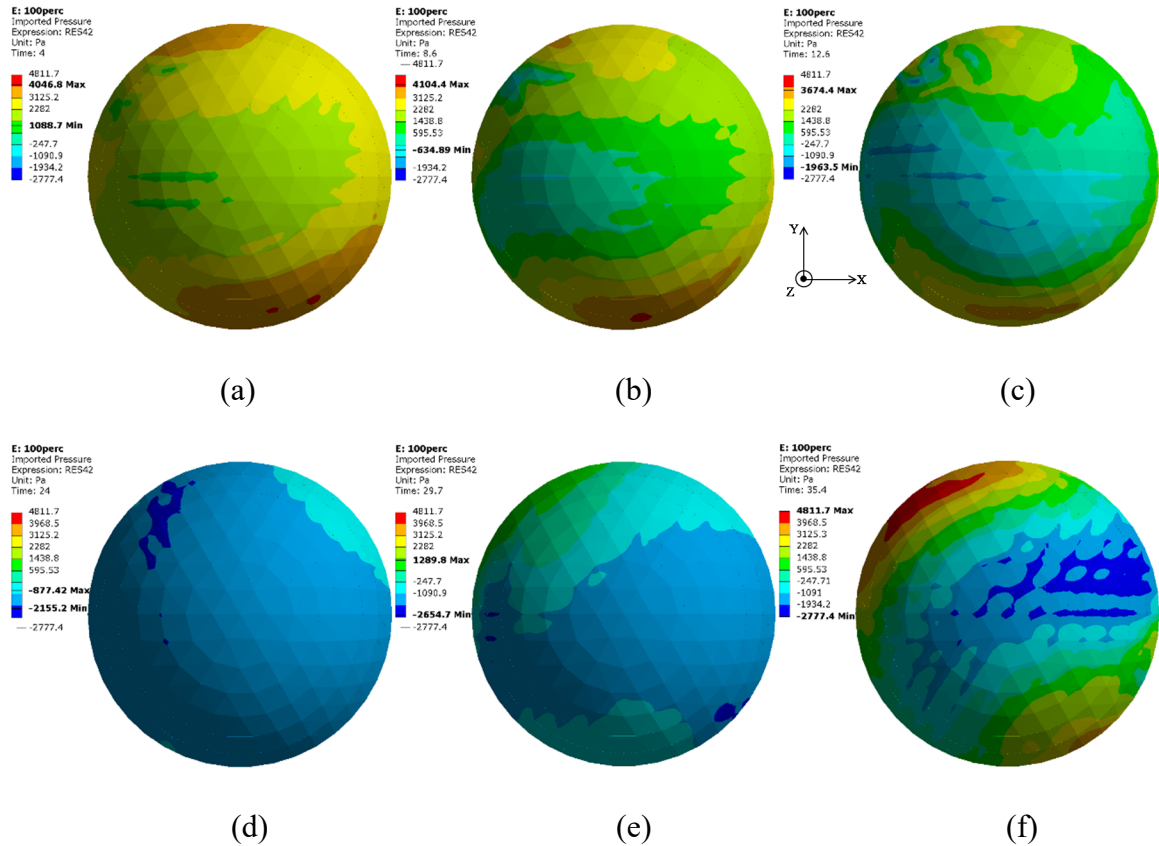 E: 100perc
Imported Pressure
Expression: RES42
Unit: Pa
Time: 4
4811.7
4046.8 Max
3125.2
2282
1088.7 Min
-247.7
-1090.9
-1934.2
-2777.4
E: 100perc
Imported Pressure
Expression: RES42
Unit: Pa
Time: 8.6
4811.7
4104.4 Max
3125.2
2282
1438.8
595.53
-634.89 Min
-1090.9
-1934.2
-2777.4
E: 100perc
Imported Pressure
Expression: RES42
Unit: Pa
Time: 12.6
4811.7
3674.4 Max
3125.2
2282
1438.8
595.53
-247.7
-1090.9
-1963.5 Min
-2777.4
Y
Z
X
(a)
(b)
(c)
E: 100perc
Imported Pressure
Expression: RES42
Unit: Pa
Time: 24
4811.7
3968.5
3125.2
2282
1438.8
595.53
-877.42 Max
-2155.2 Min
-2777.4
E: 100perc
Imported Pressure
Expression: RES42
Unit: Pa
Time: 29.7
4811.7
3968.5
3125.2
2282
1289.8 Max
-247.7
-1090.9
-2654.7 Min
-2777.4
E: 100perc
Imported Pressure
Expression: RES42
Unit: Pa
Time: 35.4
4811.7 Max
3968.5
3125.3
2282
1438.8
595.53
-247.71
-1091
-1934.2
-2777.4 Min
(d)
(e)
(f)